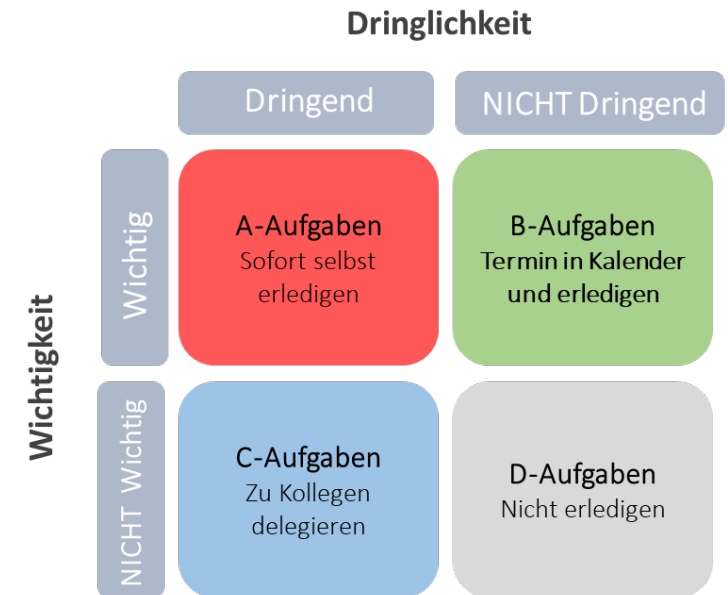 Dringlichkeit
Dringend
NICHT Dringend
Wichtigkeit
Wichtig
A-Aufgaben
Sofort selbst
erledigen
B-Aufgaben
Termin in Kalender
und erledigen
NICHT Wichtig
C-Aufgaben
Zu Kollegen
delegieren
D-Aufgaben
Nicht erledigen